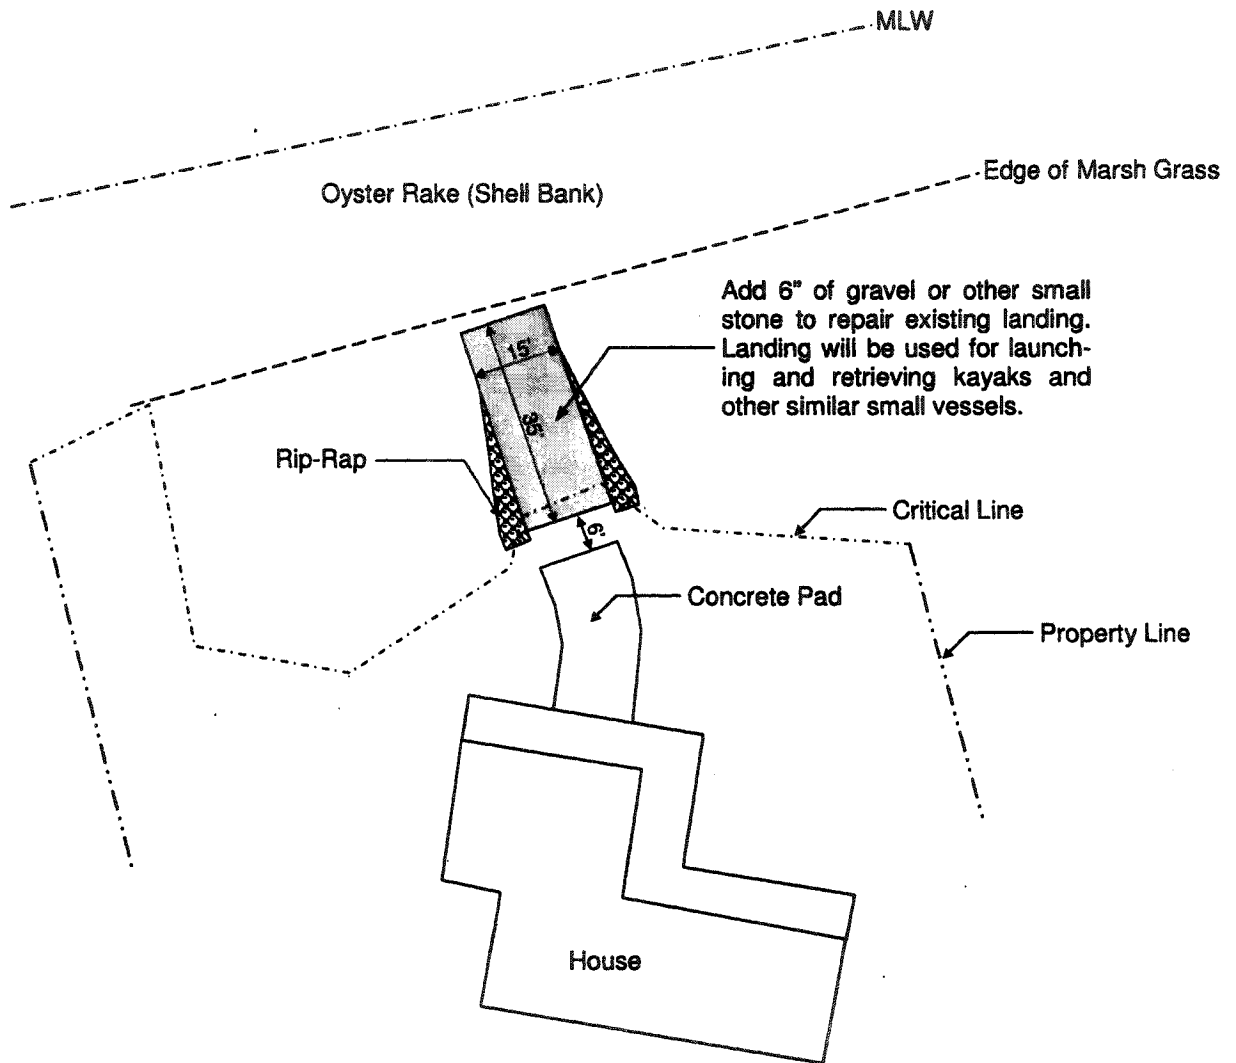 MLW
Edge of Marsh Grass
Oyster Rake (Shell Bank)
Add 6" of gravel or other small
stone to repair existing landing.
Landing will be used for launch-
ing and retrieving kayaks and
other similar small vessels.
15'
35'
Rip-Rap
Critical Line
6'
Concrete Pad
Property Line
House